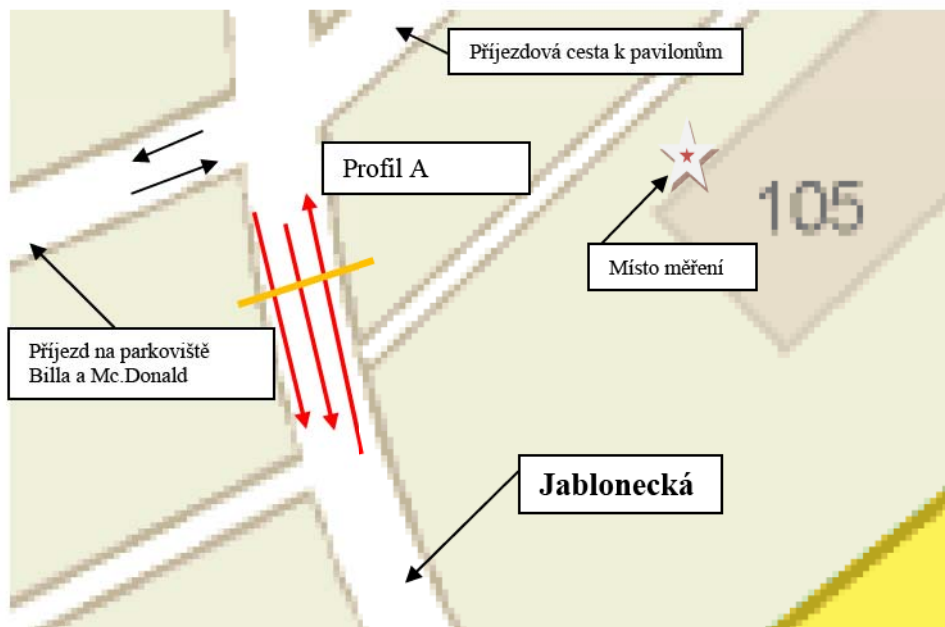 Příjezdová cesta k pavilonům
Profil A
105
Místo měření
Příjezd na parkoviště
Billa a Mc.Donald
Jablonecká